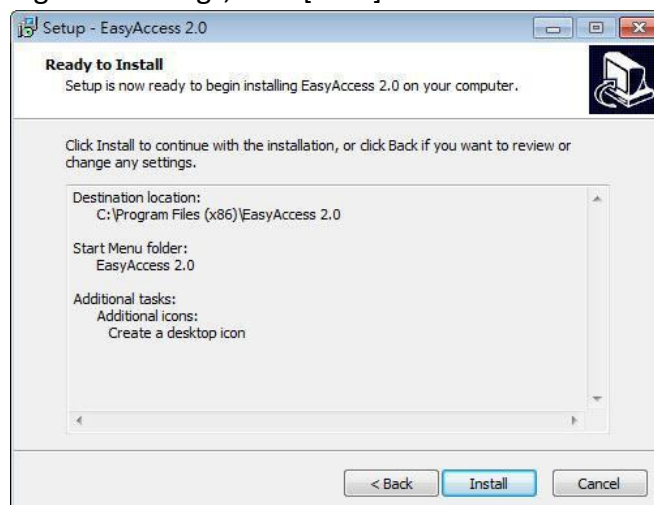 Setup - EasyAccess 2.0
Ready to Install
Setup is now ready to begin installing EasyAccess 2.0 on your computer.
Click Install to continue with the installation, or click Back if you want to review or
change any settings.
Destination location:
C:\Program Files (x86)\EasyAccess 2.0
Start Menu folder:
EasyAccess 2.0
Additional tasks:
Additional icons:
Create a desktop icon
< Back
Install
Cancel